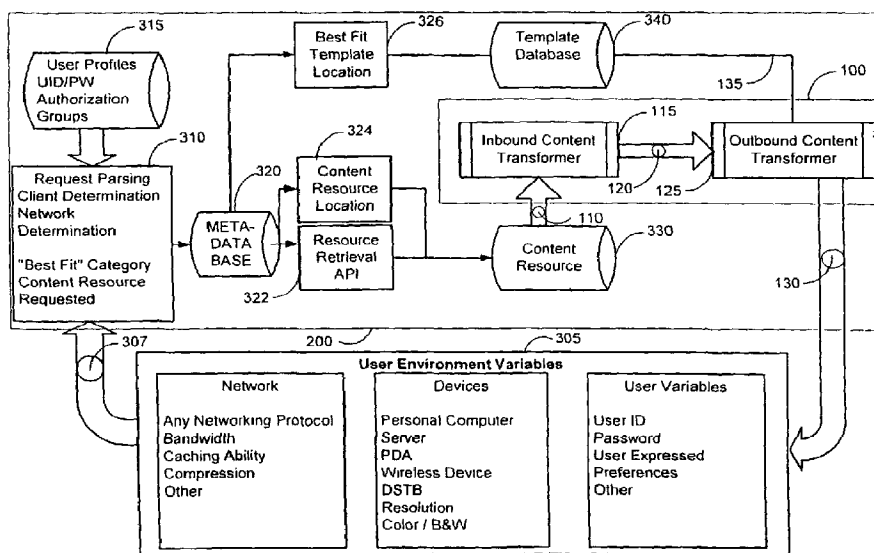 315
User Profiles
UID/PW
Authorization
Groups
310
Request Parsing
Client Determination
Network
Determination
"Best Fit" Category
Content Resource
Requested
320
META-
DATA
BASE
Best Fit
Template
Location
326
324
Content
Resource
Location
Resource
Retrieval
API
322
Template
Database
340
135
100
Inbound Content
Transformer
115
120
125
Outbound Content
Transformer
110
Content
Resource
330
130
307
200
305
User Environment Variables
Network
Any Networking Protocol
Bandwidth
Caching Ability
Compression
Other
Devices
Personal Computer
Server
PDA
Wireless Device
DSTB
Resolution
Color / B&W
User Variables
User ID
Password
User Expressed
Preferences
Other